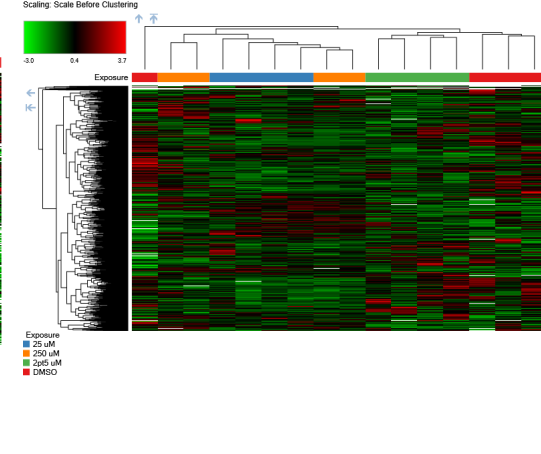 Scaling: Scale Before Clustering
-3.0 0.4 3.7
Exposure
Exposure
25 uM
250 uM
2pt5 uM
DMSO